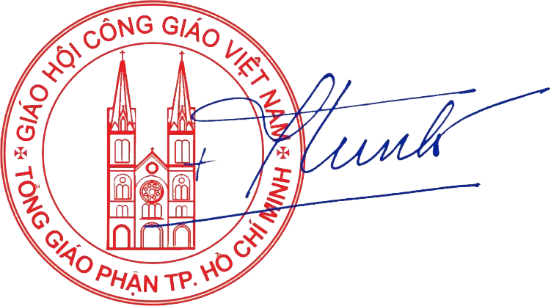 GIÁO HỘI CÔNG GIÁO VIỆT NAM
TỔNG GIÁO PHẬN TP. HỒ CHÍ MINH